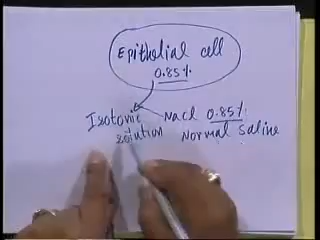 Epithelial cell
0.85%
Isotonic NaCl 0.85%
solution Normal saline